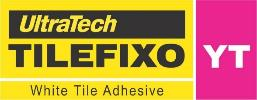 UltraTech
TILEFIXO YT
White Tile Adhesive